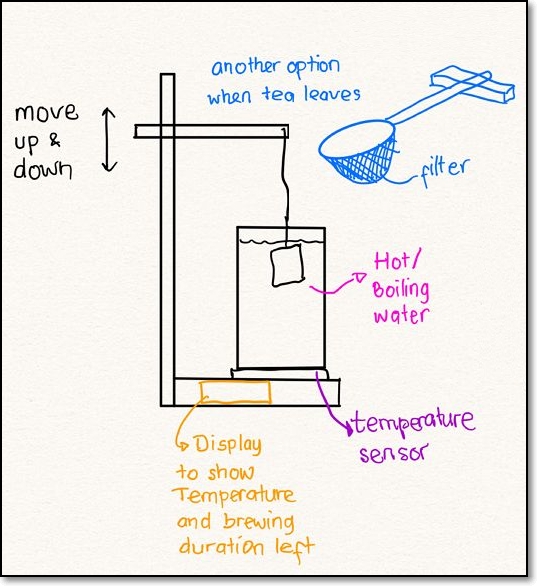 another option
when tea leaves
move
up &
down
filter
Hot/
Boiling
water
temperature
sensor
Display
to show
Temperature
and brewing
duration left